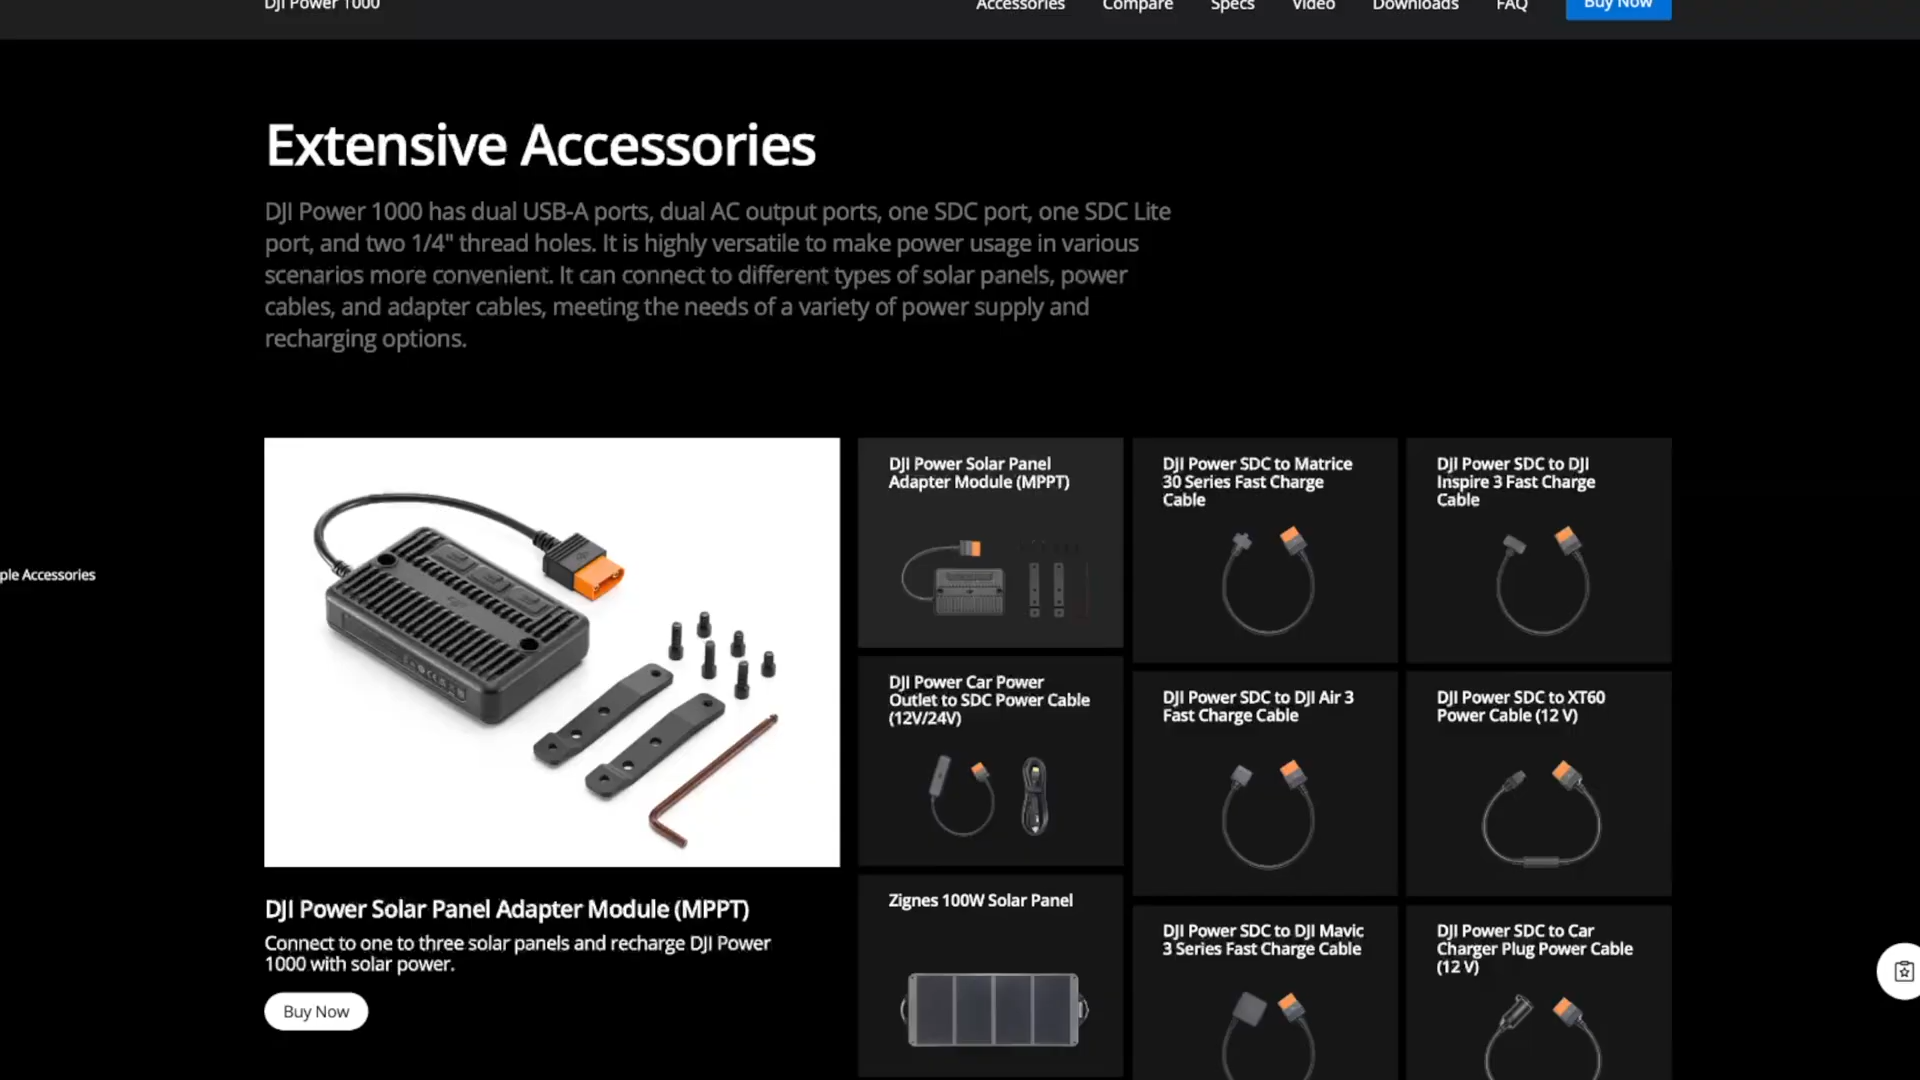 DJI Power 1000
Accessories
Compare
Specs
Video
Downloads
FAQ
Buy Now
Extensive Accessories
DJI Power 1000 has dual USB-A ports, dual AC output ports, one SDC port, one SDC Lite
port, and two 1/4" thread holes. It is highly versatile to make power usage in various
scenarios more convenient. It can connect to different types of solar panels, power
cables, and adapter cables, meeting the needs of a variety of power supply and
recharging options.
ple Accessories
DJI Power Solar Panel Adapter Module (MPPT)
Connect to one to three solar panels and recharge DJI Power
1000 with solar power.
Buy Now
DJI Power Solar Panel
Adapter Module (MPPT)
DJI Power Car Power
Outlet to SDC Power Cable
(12V/24V)
Zignes 100W Solar Panel
DJI Power SDC to Matrice
30 Series Fast Charge
Cable
DJI Power SDC to DJI Air 3
Fast Charge Cable
DJI Power SDC to DJI Mavic
3 Series Fast Charge Cable
DJI Power SDC to DJI
Inspire 3 Fast Charge
Cable
DJI Power SDC to XT60
Power Cable (12 V)
DJI Power SDC to Car
Charger Plug Power Cable
(12 V)